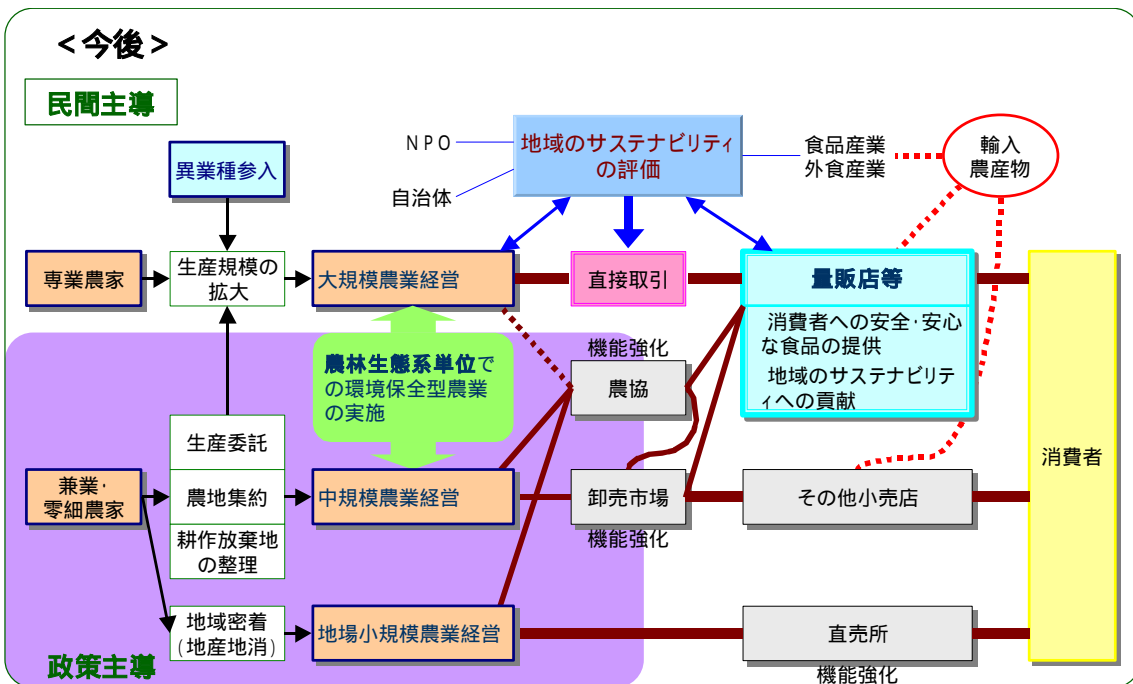 ＜今後＞
民間主導
異業種参入
NPO
自治体
地域のサステナビリティ
の評価
食品産業
外食産業
輸入
農産物
専業農家
生産規模の
拡大
大規模農業経営
直接取引
量販店等
消費者への安全・安心
な食品の提供
地域のサステナビリテ
ィへの貢献
農林生態系単位で
の環境保全型農業
の実施
機能強化
農協
生産委託
農地集約
耕作放棄地
の整理
兼業・
零細農家
中規模農業経営
卸売市場
機能強化
その他小売店
消費者
地域密着
(地産地消)
地場小規模農業経営
直売所
機能強化
政策主導